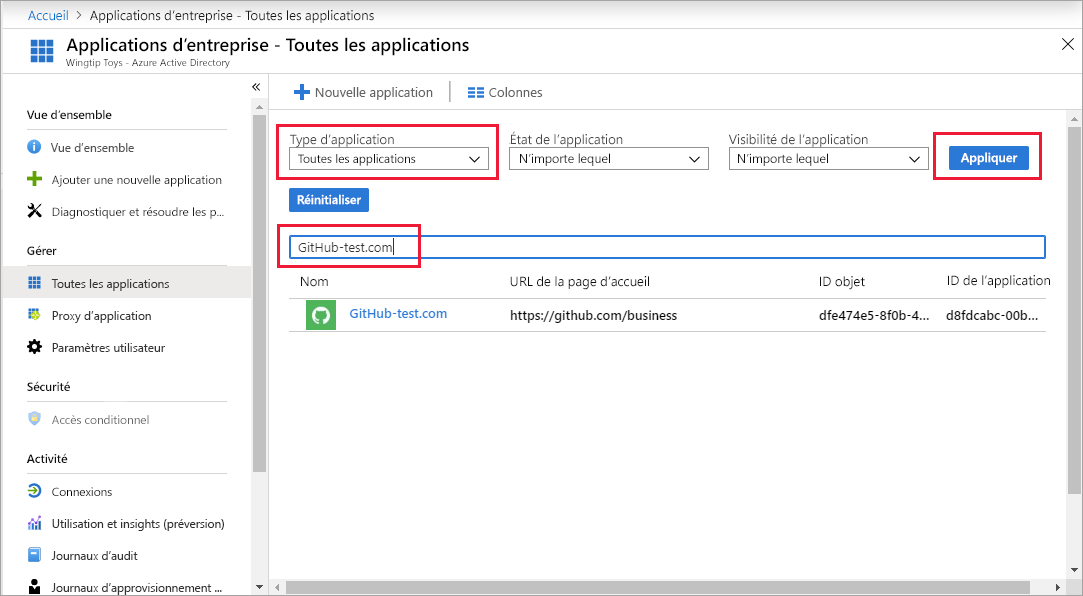 Accueil > Applications d’entreprise - Toutes les applications
Applications d’entreprise - Toutes les applications
Wingtip Toys - Azure Active Directory
«
Vue d’ensemble
Vue d’ensemble
Ajouter une nouvelle application
Diagnostiquer et résoudre les p...
Gérer
Toutes les applications
Proxy d’application
Paramètres utilisateur
Sécurité
Accès conditionnel
Activité
Connexions
Utilisation et insights (préversion)
Journaux d’audit
Journaux d’approvisionnement ...
Nouvelle application
Colonnes
Type d’application
État de l’application
Visibilité de l’application
Toutes les applications
N’importe lequel
N’importe lequel
Appliquer
Réinitialiser
GitHub-test.com
Nom URL de la page d’accueil ID objet ID de l’application
GitHub-test.com https://github.com/business dfe474e5-8f0b-4... d8fdcabc-00b...